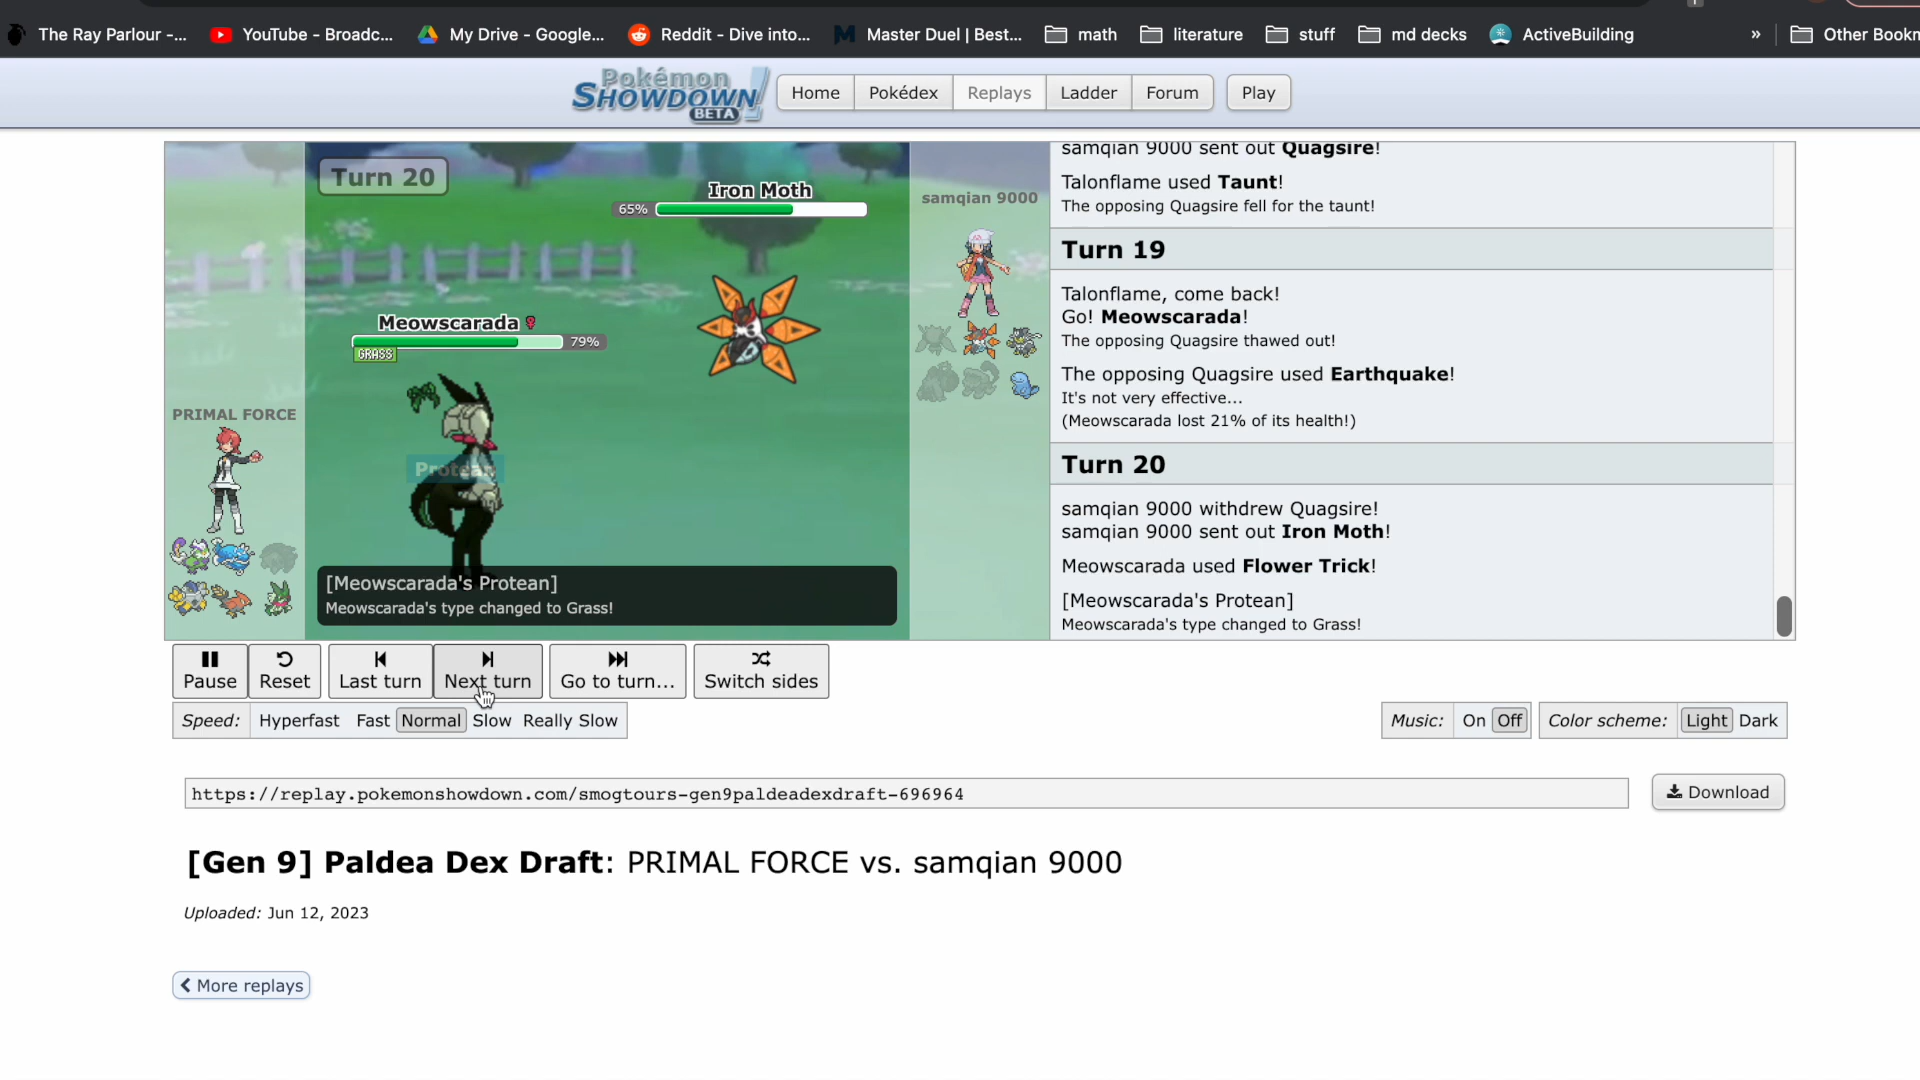 The Ray Parlour -...
YouTube - Broadc...
My Drive - Google...
Reddit - Dive into...
Master Duel | Best...
math
literature
stuff
md decks
ActiveBuilding
»
Other Bookm
Pokémon
SHOWDOWN!
BETA
Home
Pokédex
Replays
Ladder
Forum
Play
Turn 20
Iron Moth
65%
Meowscarada
79%
GRASS
Protean
[Meowscarada's Protean]
Meowscarada's type changed to Grass!
PRIMAL FORCE
samqian 9000
samqian 9000 sent out Quagsire!
Talonflame used Taunt!
The opposing Quagsire fell for the taunt!
Turn 19
Talonflame, come back!
Go! Meowscarada!
The opposing Quagsire thawed out!
The opposing Quagsire used Earthquake!
It's not very effective...
(Meowscarada lost 21% of its health!)
Turn 20
samqian 9000 withdrew Quagsire!
samqian 9000 sent out Iron Moth!
Meowscarada used Flower Trick!
[Meowscarada's Protean]
Meowscarada's type changed to Grass!
Pause
Reset
Last turn
Next turn
Go to turn...
Switch sides
Speed: Hyperfast Fast Normal Slow Really Slow
Music: On Off
Color scheme: Light Dark
https://replay.pokemonshowdown.com/smogtours-gen9paldeadexdraft-696964
Download
[Gen 9] Paldea Dex Draft: PRIMAL FORCE vs. samqian 9000
Uploaded: Jun 12, 2023
More replays